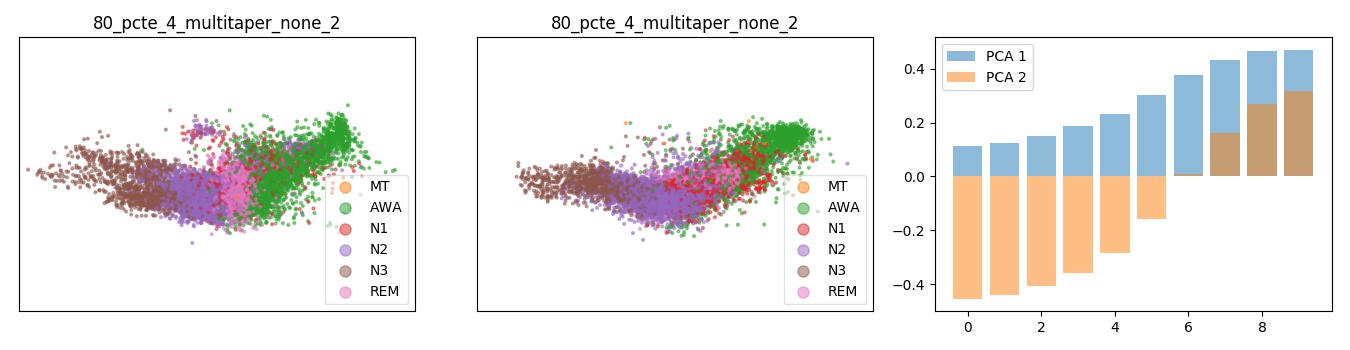 80_pcte_4_multitaper_none_2
MT
AWA
N1
N2
N3
REM
80_pcte_4_multitaper_none_2
MT
AWA
N1
N2
N3
REM
PCA 1
PCA 2
0.4
0.2
0.0
−0.2
−0.4
0 2 4 6 8